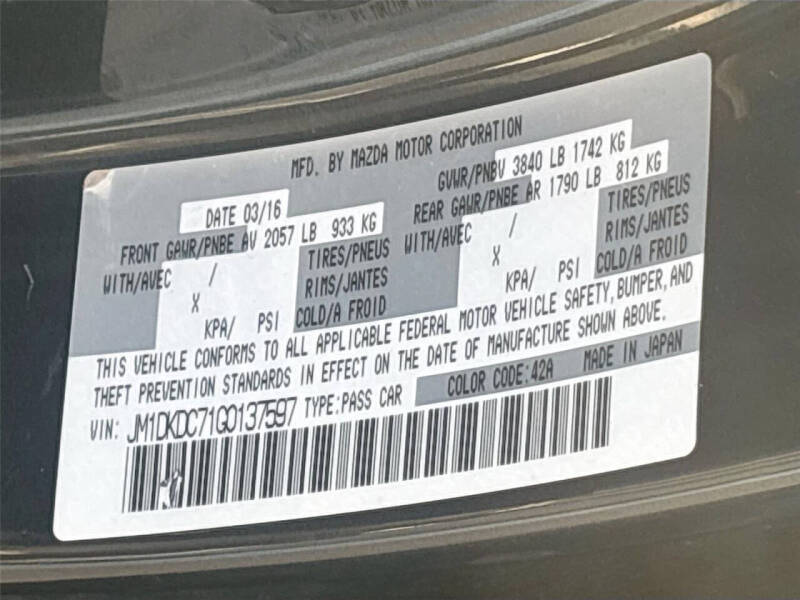 MFD. BY MAZDA MOTOR CORPORATION
DATE 03/16
GVWR/PNBV 3840 LB 1742 KG
FRONT GAWR/PNBE AV 2057 LB 933 KG
REAR GAWR/PNBE AR 1790 LB 812 KG
WITH/AVEC / TIRES/PNEUS
X RIMS/JANTES
KPA/ PSI COLD/A FROID
WITH/AVEC / TIRES/PNEUS
X RIMS/JANTES
KPA/ PSI COLD/A FROID
THIS VEHICLE CONFORMS TO ALL APPLICABLE FEDERAL MOTOR VEHICLE SAFETY, BUMPER, AND
THEFT PREVENTION STANDARDS IN EFFECT ON THE DATE OF MANUFACTURE SHOWN ABOVE.
COLOR CODE:42A MADE IN JAPAN
VIN: JM1DKDC71G0137597 TYPE:PASS CAR